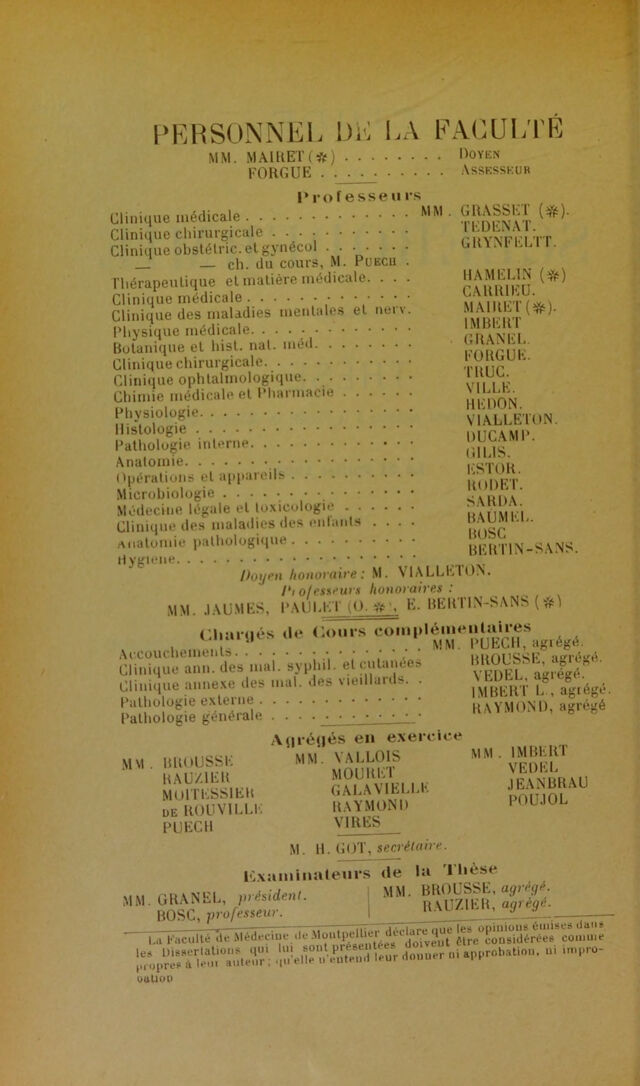 PERSONNEL DE LA FACULTÉ
MM. MAIRET (✻) . . . . . . . . Doyen
FORGUE . . . . . . . . . . Assesseur
Professeurs
Clinique médicale . . . . . . . . . . . . MM. GRASSET (✻).
Clinique chirurgicale . . . . . . . . . . TEDENAT.
Clinique obstétric. et gynécol . . . . . . . GRYNFELTT.
— — ch. du cours, M. Puech .
Thérapeutique et matière médicale. . . . HAMELIN (✻)
Clinique médicale . . . . . . . . . . . . CARRIEU.
Clinique des maladies mentales et nerv. MAIRET (✻).
Physique médicale. . . . . . . . . . . . IMBERT
Botanique et hist. nat. méd. . . . . . . . GRANEL.
Clinique chirurgicale. . . . . . . . . . . FORGUE.
Clinique ophtalmologique. . . . . . . . . TRUC.
Chimie médicale et Pharmacie . . . . . . VILLE.
Physiologie. . . . . . . . . . . . . . . HEDON.
Histologie . . . . . . . . . . . . . . . VIALLETON.
Pathologie interne. . . . . . . . . . . . DUCAMP.
Anatomie. . . . . . . . . . . . . . . . GILIS.
Opérations et appareils . . . . . . . . . ESTOR.
Microbiologie . . . . . . . . . . . . . RODET.
Médecine légale et toxicologie . . . . . . SARDA.
Clinique des maladies des enfants . . . . BAUMEL.
Anatomie pathologique . . . . . . . . . . BOSC
Hygiene. . . . . . . . . . . . . . . . . BERTIN-SANS.
Doyen honoraire : M. VIALLETON.
Professeurs honoraires :
MM. JAUMES, PAULET (O. ✻), E. BERTIN-SANS (✻)
Chargés de Cours complémentaires
Accouchements. . . . . . . . . . . . . . MM. PUECH, agrégé.
Clinique ann. des mal. syphil. et cutanées BROUSSE, agrégé.
Clinique annexe des mal. des vieillards. . VEDEL, agrégé.
Pathologie externe . . . . . . . . . . . IMBERT L., agrégé.
Pathologie générale . . . . . . . . . . . RAYMOND, agrégé
Agrégés en exercice
MM. BROUSSE MM. VALLOIS MM. IMBERT
RAUZIER MOURET VEDEL
MOITESSIER GALAVIELLE JEANBRAU
DE ROUVILLE RAYMOND POUJOL
PUECH VIRES
M. H. GOT, secrétaire.
Examinateurs de la Thèse
MM. GRANEL, président. MM. BROUSSE, agrégé.
BOSC, professeur. RAUZIER, agrégé.
La Faculté de Médecine de Montpellier déclare que les opinions émises dans
les Dissertations qui lui sont présentées doivent être considérées comme
propres à leur auteur ; qu'elle n'entend leur donner ni approbation, ni impro-
bation